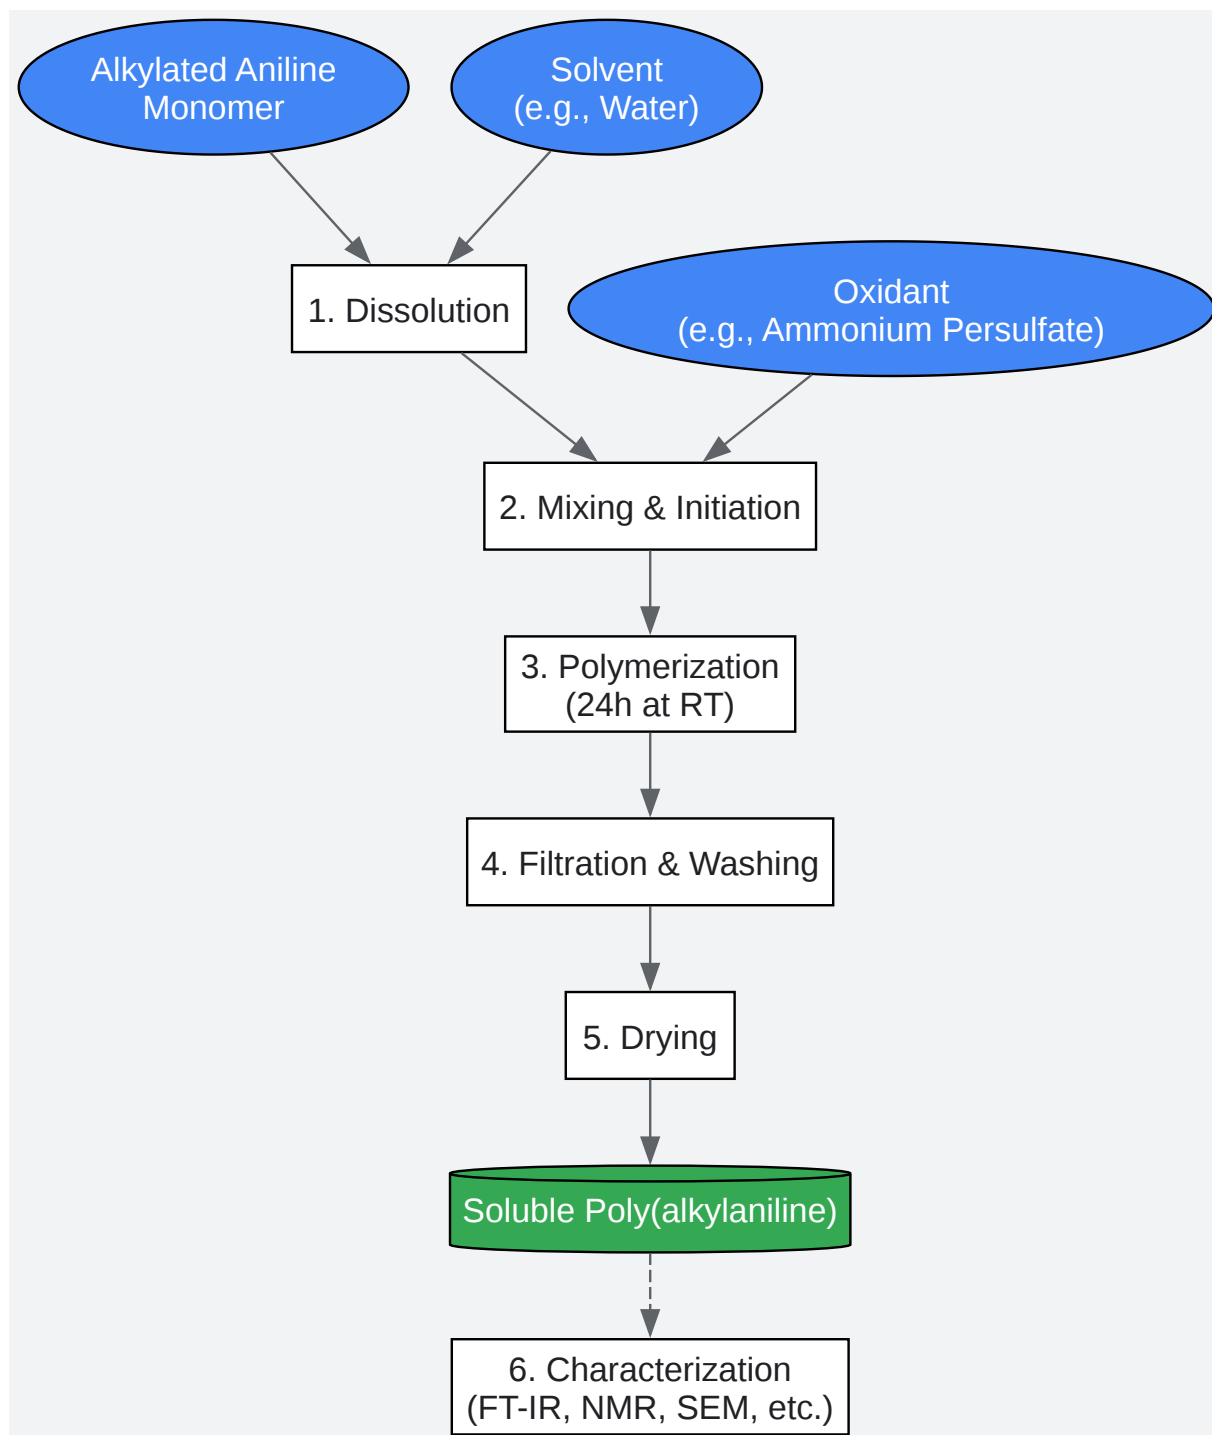 Alkylated Aniline
Monomer
Solvent
(e.g., Water)
1. Dissolution
Oxidant
(e.g., Ammonium Persulfate)
2. Mixing & Initiation
3. Polymerization
(24h at RT)
4. Filtration & Washing
5. Drying
Soluble Poly(alkylaniline)
6. Characterization
(FT-IR, NMR, SEM, etc.)